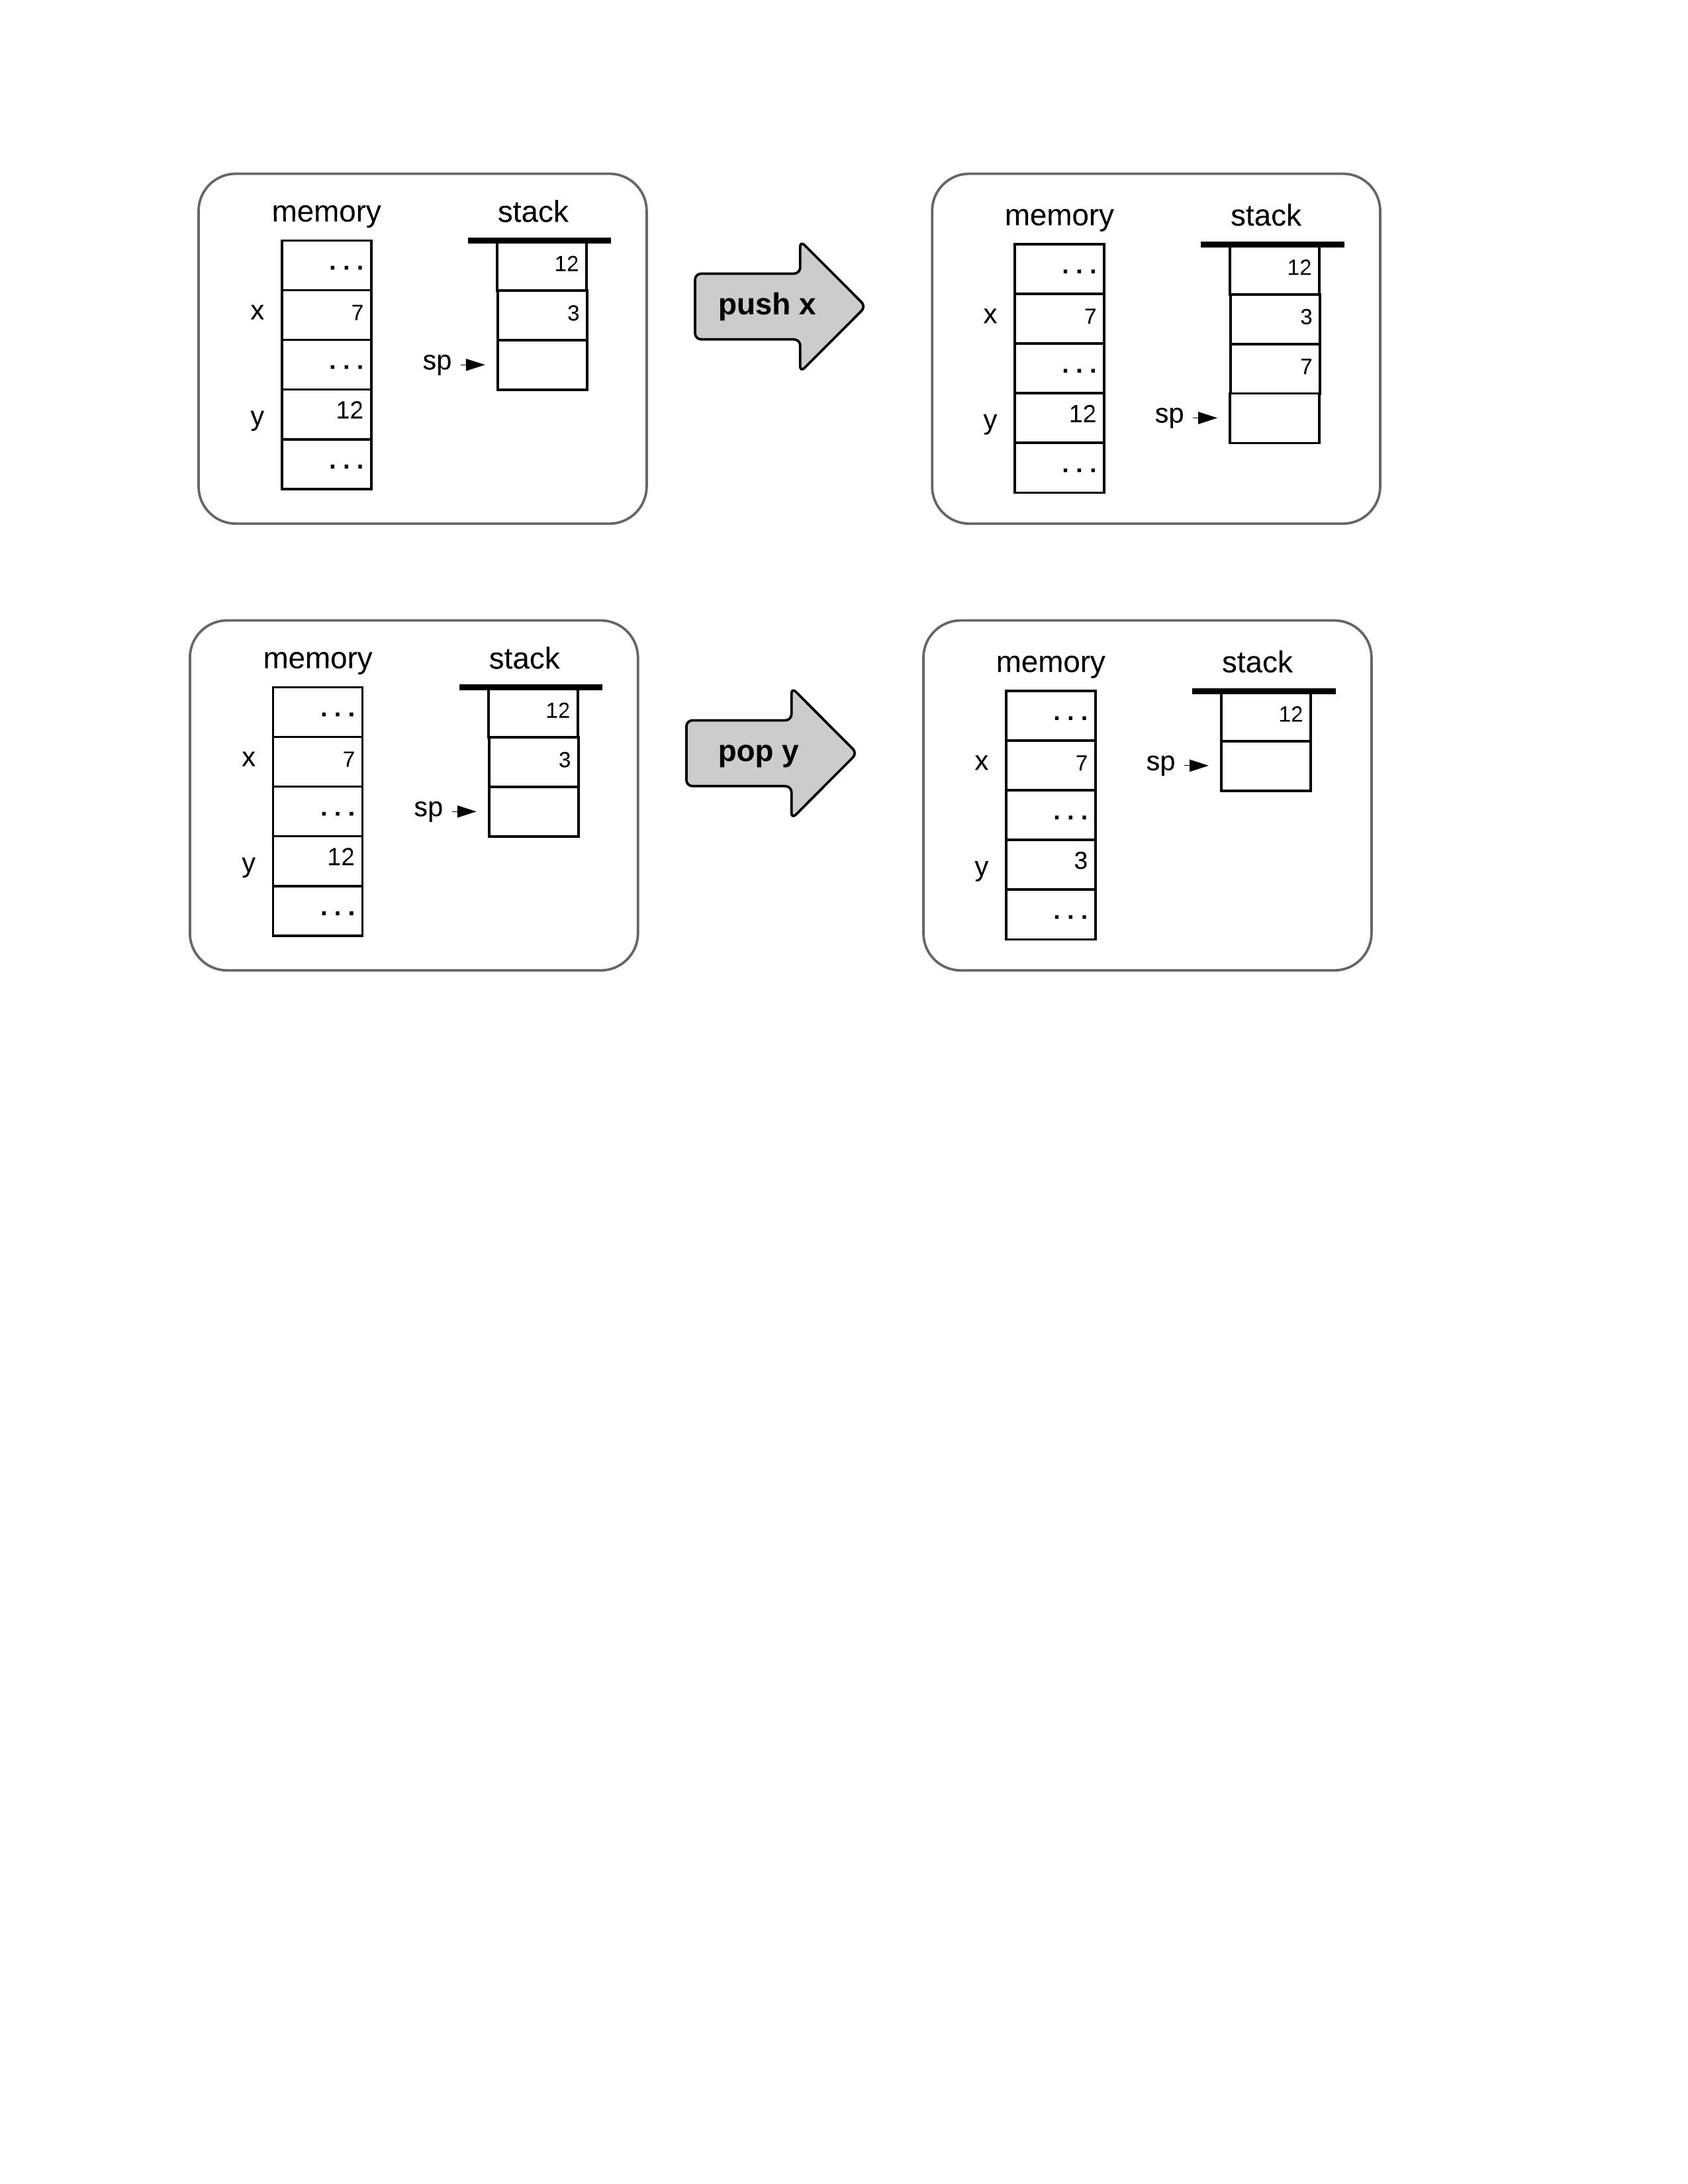 memory stack
... 12
x 7 3
... sp
y 12
...
push x
memory stack
... 12
x 7 3
... 7
y 12 sp
...
memory stack
... 12
x 7 3
... sp
y 12
...
pop y
memory stack
... 12
x 7 sp
...
y 3
...